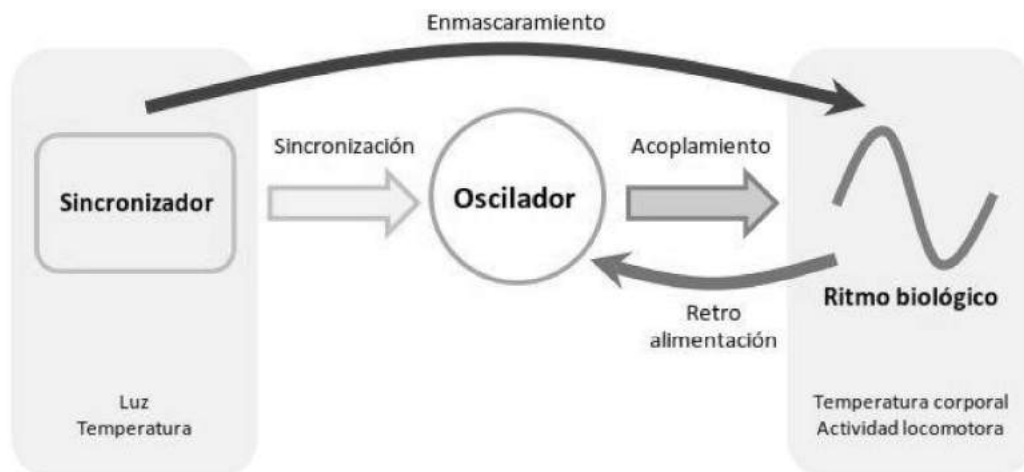 Enmascaramiento
Sincronización
Acoplamiento
Sincronizador
Oscilador
Ritmo biológico
Retro
alimentación
Luz
Temperatura
Temperatura corporal
Actividad locomotora